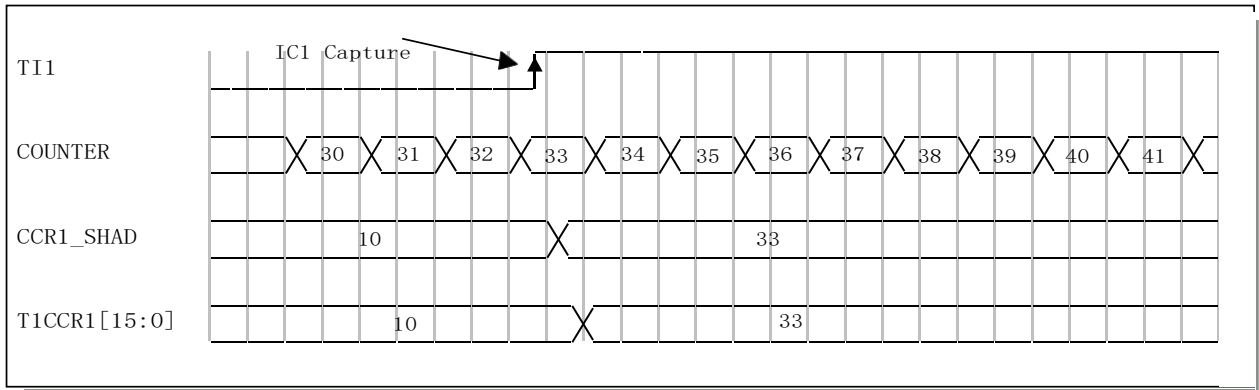 IC1 Capture
TI1
COUNTER 30 31 32 33 34 35 36 37 38 39 40 41
CCR1_SHAD 10 33
T1CCR1[15:0] 10 33